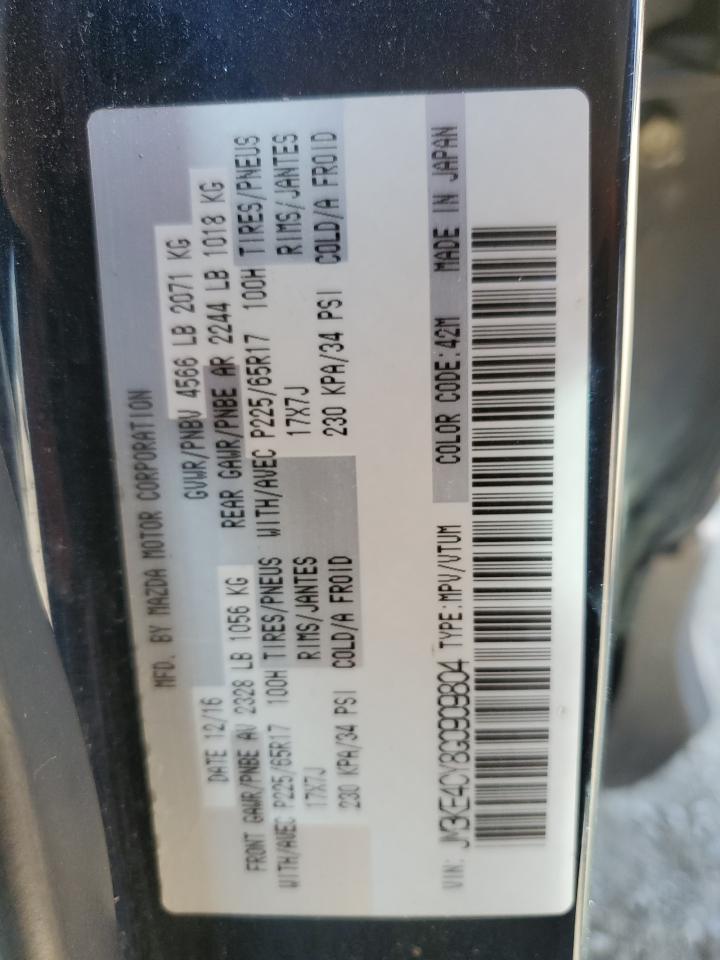 MFD. BY MAZDA MOTOR CORPORATION
DATE 12/16 GVWR/PNBV 4566 LB 2071 KG
FRONT GAWR/PNBE AV 2328 LB 1056 KG REAR GAWR/PNBE AR 2244 LB 1018 KG
WITH/AVEC P225/65R17 100H TIRES/PNEUS WITH/AVEC P225/65R17 100H TIRES/PNEUS
17X7J RIMS/JANTES 17X7J RIMS/JANTES
230 KPA/34 PSI COLD/A FROID 230 KPA/34 PSI COLD/A FROID
COLOR CODE:42M MADE IN JAPAN
VIN: JM3KE4CY8G0909804 TYPE:MPV/VTUM